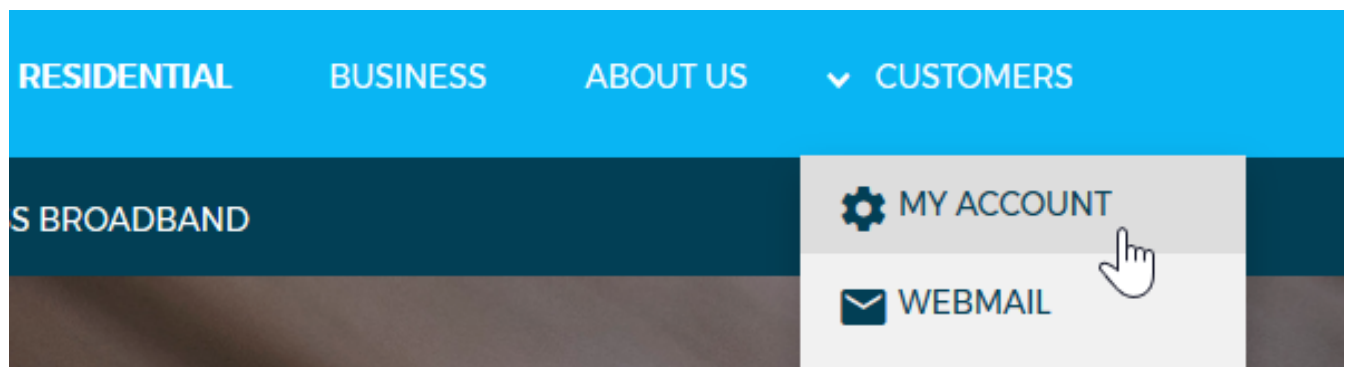 RESIDENTIAL BUSINESS ABOUT US CUSTOMERS
S BROADBAND
MY ACCOUNT
WEBMAIL